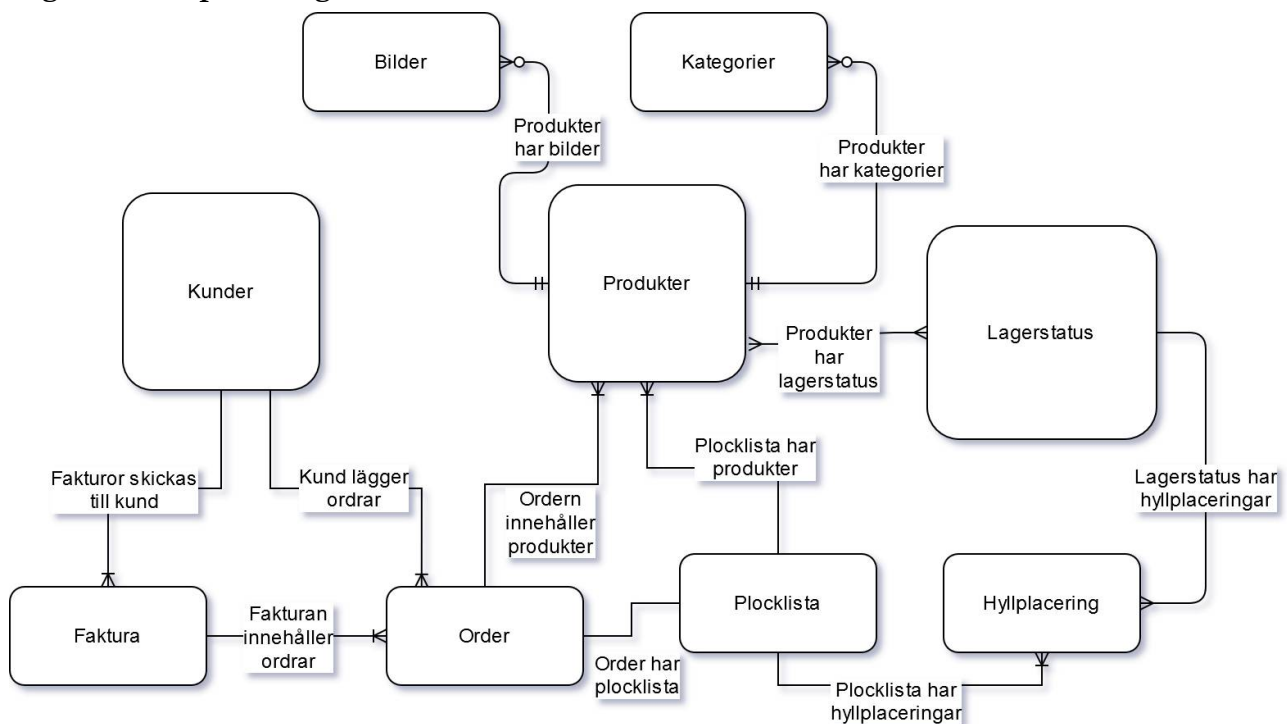 Bilder
Kategorier
Produkter
har bilder
Produkter
har kategorier
Kunder
Produkter
Lagerstatus
Produkter
har
lagerstatus
Fakturor skickas
till kund
Kund lägger
ordrar
Ordern
innehåller
produkter
Plocklista har
produkter
Lagerstatus har
hyllplaceringar
Faktura
Fakturan
innehåller
ordrar
Order
Order har
plocklista
Plocklista
Hyllplacering
Plocklista har
hyllplaceringar